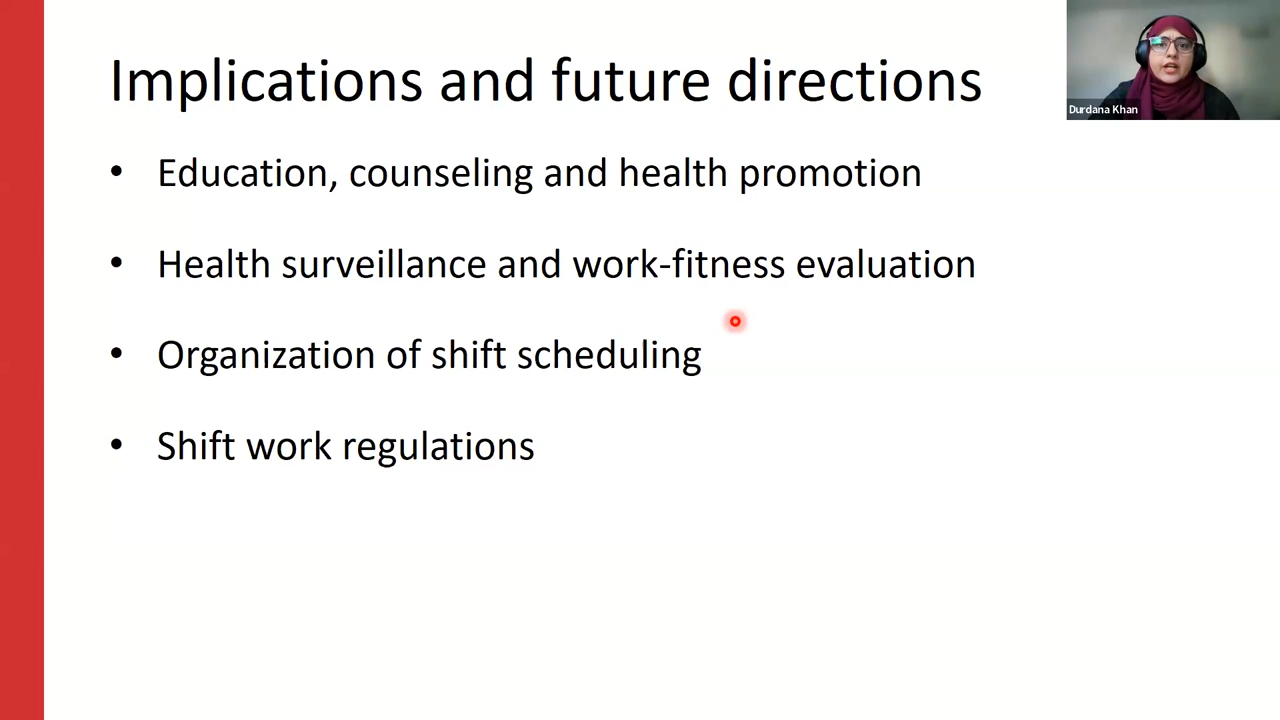 Implications and future directions
Durdana Khan
• Education, counseling and health promotion
• Health surveillance and work-fitness evaluation
• Organization of shift scheduling
• Shift work regulations